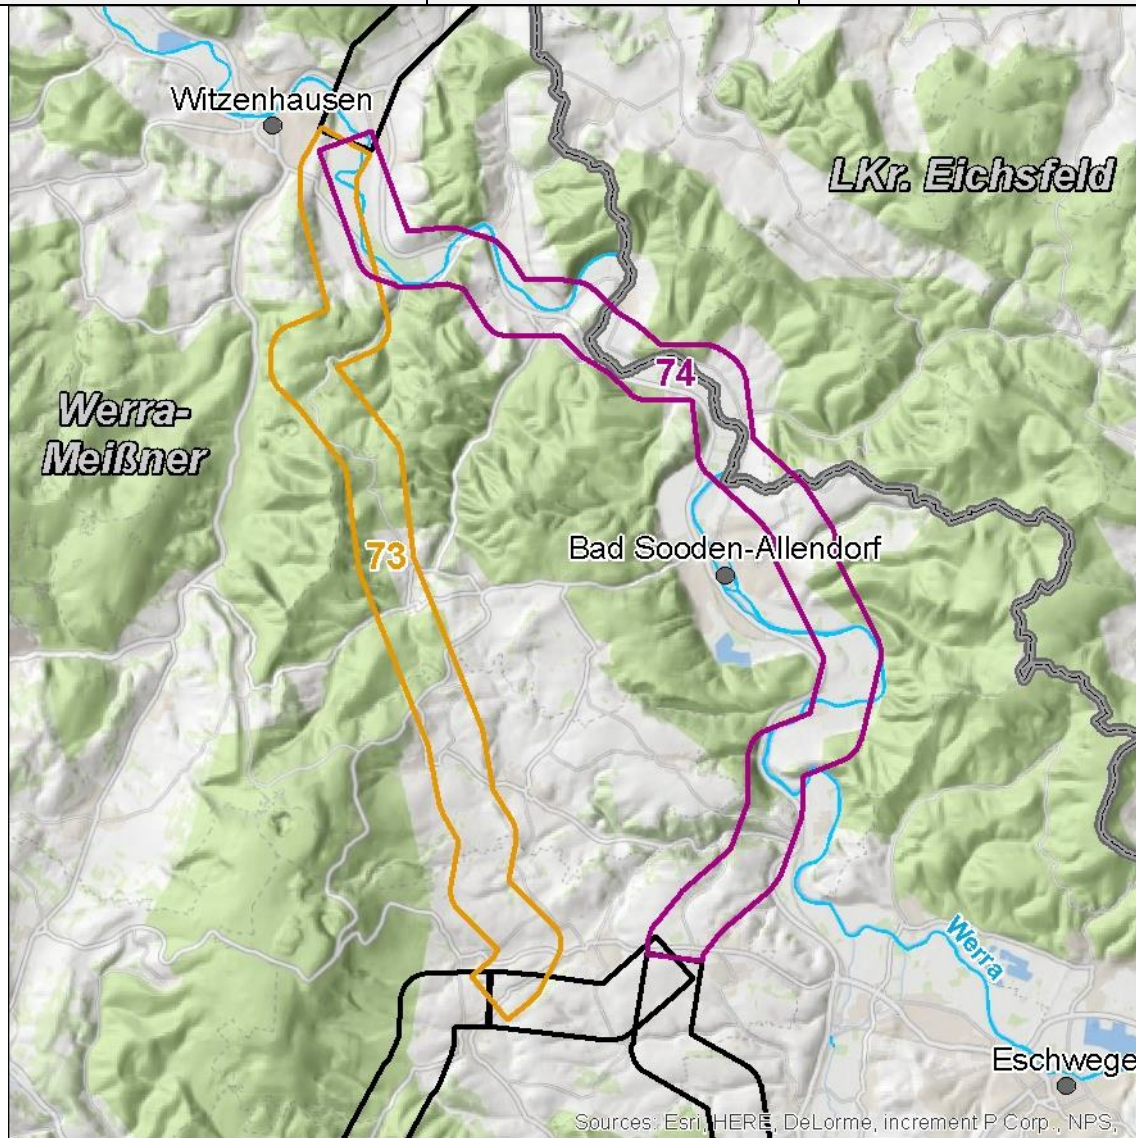 Witzenhausen
LKr. Eichsfeld
74
Werra-
Meißner
73
Bad Sooden-Allendorf
Werra
Eschwege
Sources: Esri, HERE, DeLorme, increment P Corp., NPS,